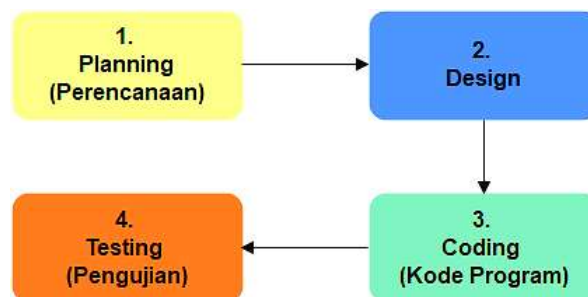 1.
Planning
(Perencanaan)
2.
Design
3.
Coding
(Kode Program)
4.
Testing
(Pengujian)